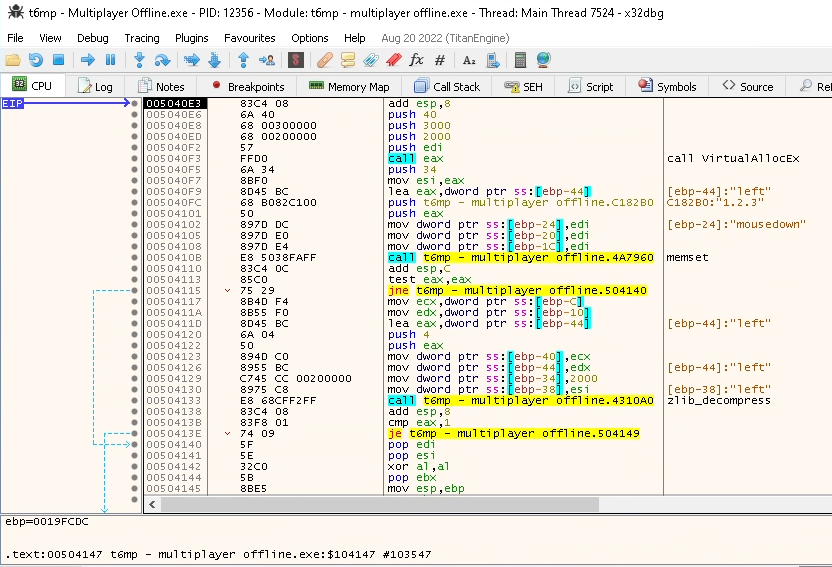 t6mp - Multiplayer Offline.exe - PID: 12356 - Module: t6mp - multiplayer offline.exe - Thread: Main Thread 7524 - x32dbg
File View Debug Tracing Plugins Favourites Options Help Aug 20 2022 (TitanEngine)
CPU Log Notes Breakpoints Memory Map Call Stack SEH Script Symbols Source
EIP 005040E3 83C4 08 add esp,8
005040E6 6A 40 push 40
005040E8 68 00300000 push 3000
005040ED 68 00200000 push 2000
005040F2 57 push edi
005040F3 FFD0 call eax call VirtualAllocEx
005040F5 6A 34 push 34
005040F7 8BF0 mov esi,eax
005040F9 8D45 BC lea eax,dword ptr ss:[ebp-44] [ebp-44]:"left"
005040FC 68 B082C100 push t6mp - multiplayer offline.C182B0 C182B0:"1.2.3"
00504101 50 push eax
00504102 897D DC mov dword ptr ss:[ebp-24],edi [ebp-24]:"mousedown"
00504105 897D E0 mov dword ptr ss:[ebp-20],edi
00504108 897D E4 mov dword ptr ss:[ebp-1C],edi
0050410B E8 5038FAFF call t6mp - multiplayer offline.4A7960 memset
00504110 83C4 0C add esp,C
00504113 85C0 test eax,eax
00504115 75 29 jne t6mp - multiplayer offline.504140
00504117 8B4D F4 mov ecx,dword ptr ss:[ebp-C]
0050411A 8B55 F0 mov edx,dword ptr ss:[ebp-10]
0050411D 8D45 BC lea eax,dword ptr ss:[ebp-44] [ebp-44]:"left"
00504120 6A 04 push 4
00504122 50 push eax
00504123 894D C0 mov dword ptr ss:[ebp-40],ecx
00504126 8955 BC mov dword ptr ss:[ebp-44],edx [ebp-44]:"left"
00504129 C745 CC 00200000 mov dword ptr ss:[ebp-34],2000
00504130 8975 C8 mov dword ptr ss:[ebp-38],esi [ebp-38]:"left"
00504133 E8 68CFF2FF call t6mp - multiplayer offline.4310A0 zlib_decompress
00504138 83C4 08 add esp,8
0050413B 83F8 01 cmp eax,1
0050413E 74 09 je t6mp - multiplayer offline.504149
00504140 5F pop edi
00504141 5E pop esi
00504142 32C0 xor al,al
00504144 5B pop ebx
00504145 8BE5 mov esp,ebp
ebp=0019FCDC
.text:00504147 t6mp - multiplayer offline.exe:$104147 #103547